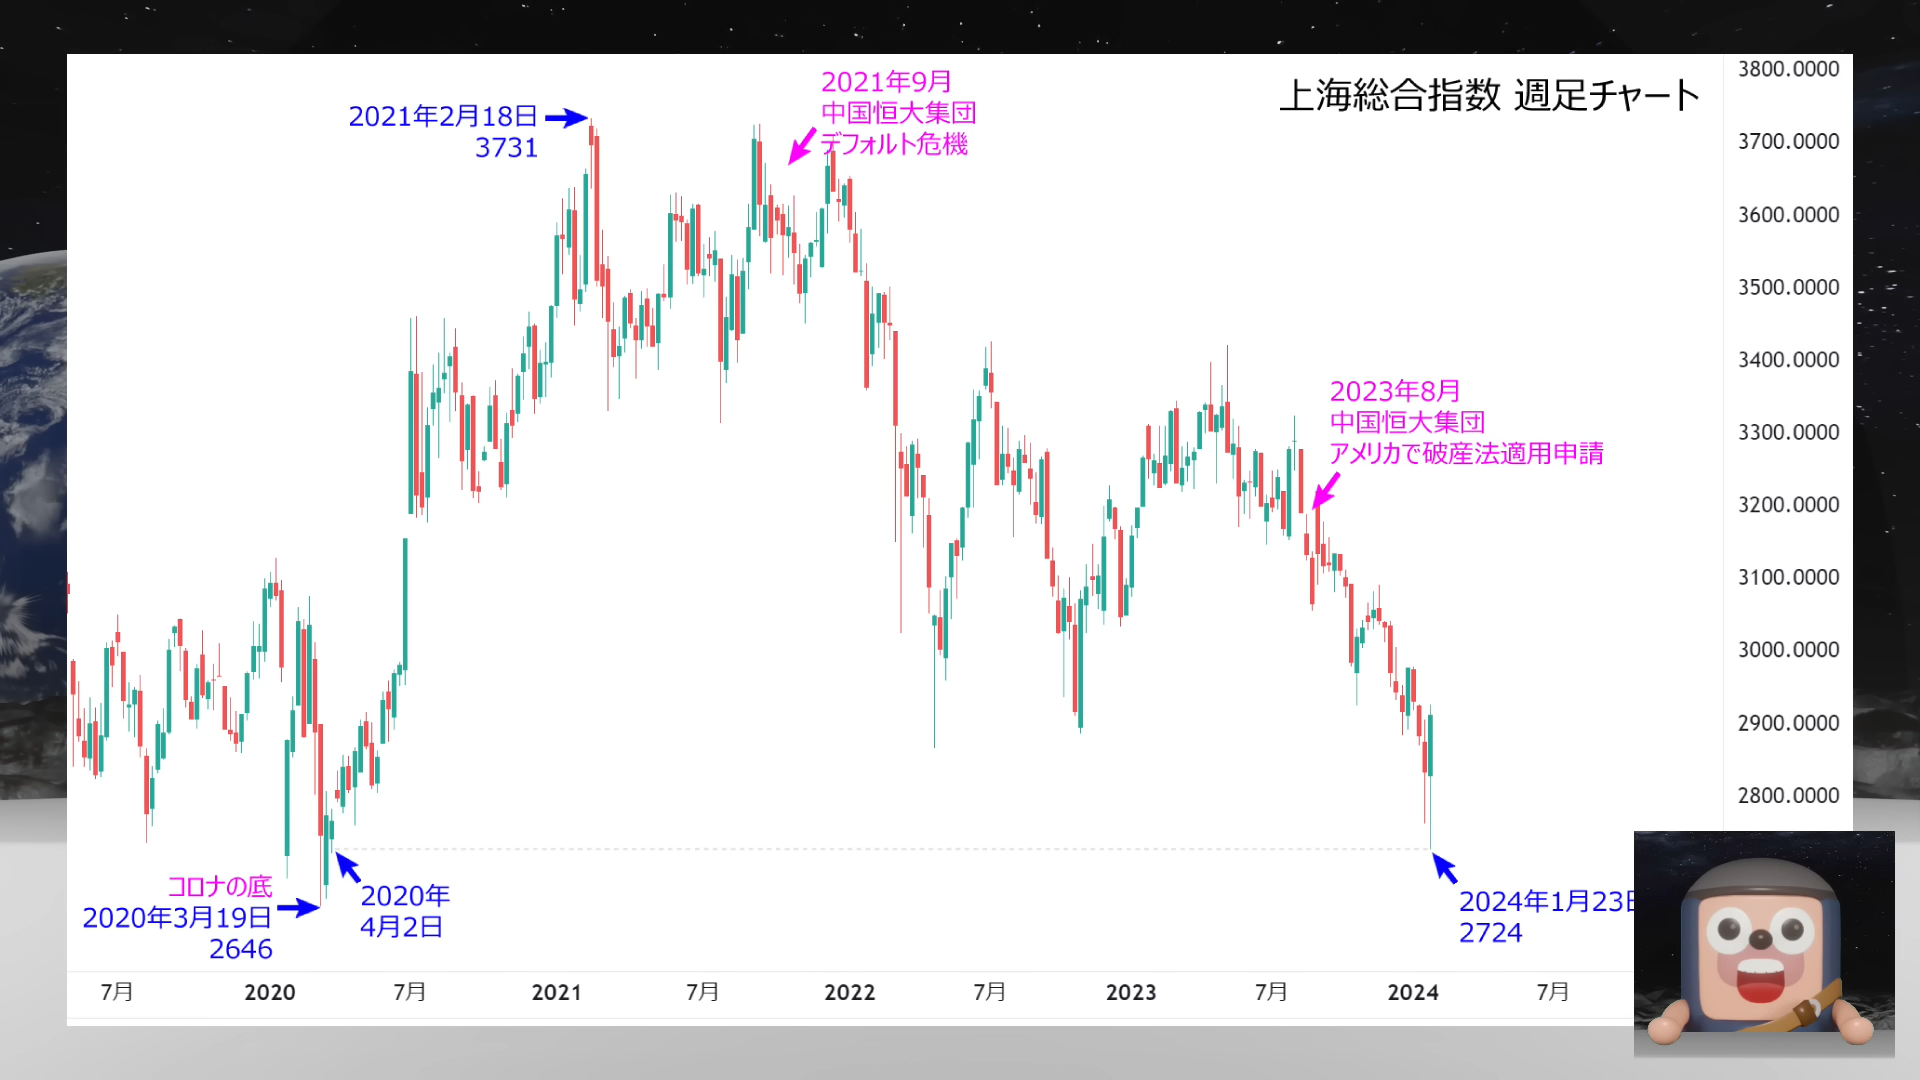 上海総合指数 週足チャート
2021年2月18日
3731
2021年9月
中国恒大集団
デフォルト危機
2023年8月
中国恒大集団
アメリカで破産法適用申請
コロナの底
2020年3月19日
2646
2020年
4月2日
2024年1月23日
2724
3800.0000
3700.0000
3600.0000
3500.0000
3400.0000
3300.0000
3200.0000
3100.0000
3000.0000
2900.0000
2800.0000
7月
2020
7月
2021
7月
2022
7月
2023
7月
2024
7月